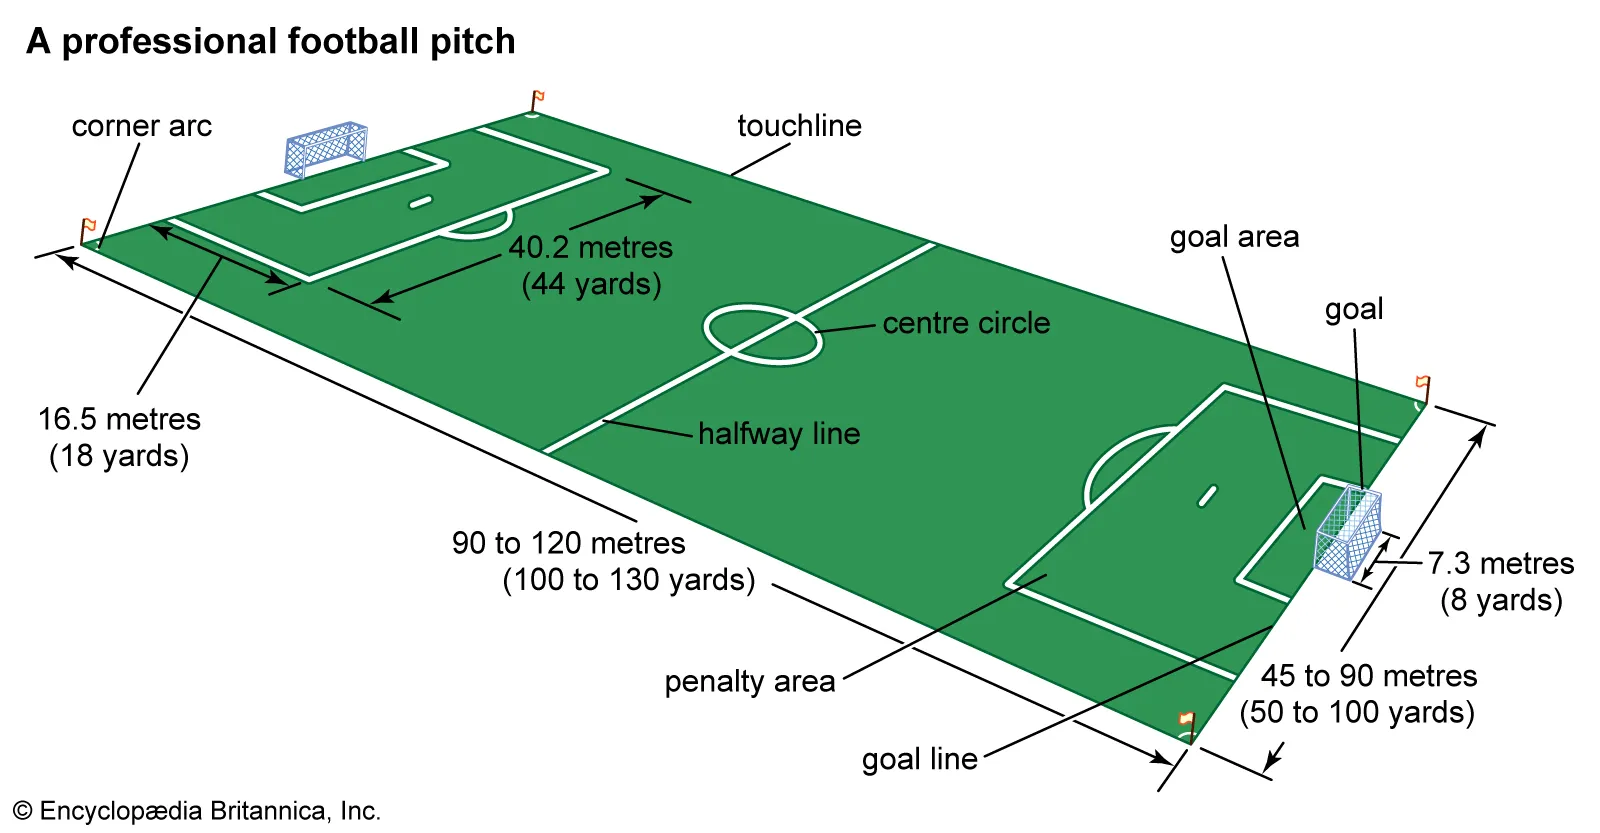 A professional football pitch
corner arc
touchline
40.2 metres
(44 yards)
goal area
goal
centre circle
16.5 metres
(18 yards)
halfway line
90 to 120 metres
(100 to 130 yards)
7.3 metres
(8 yards)
penalty area
45 to 90 metres
(50 to 100 yards)
goal line
© Encyclopædia Britannica, Inc.